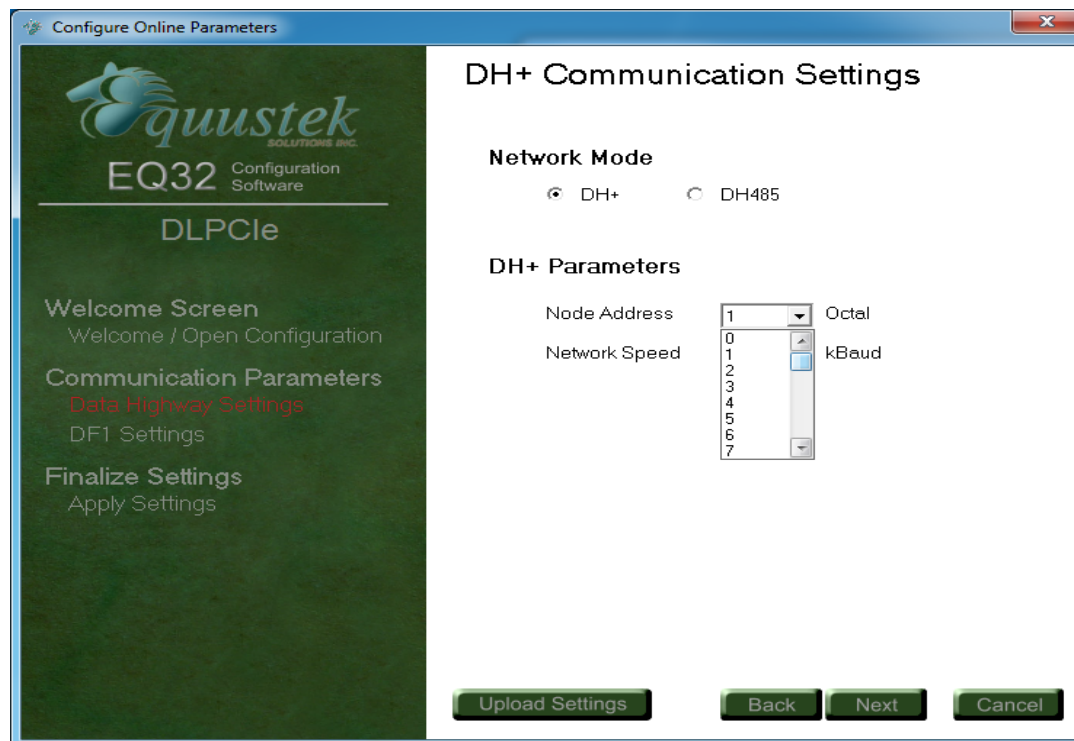 Configure Online Parameters
Equustek
SOLUTIONS INC.
EQ32 Configuration Software
DLPCIe
Welcome Screen
Welcome / Open Configuration
Communication Parameters
Data Highway Settings
DF1 Settings
Finalize Settings
Apply Settings
DH+ Communication Settings
Network Mode
DH+ DH485
DH+ Parameters
Node Address 1 Octal
Network Speed kBaud
0
1
2
3
4
5
6
7
Upload Settings Back Next Cancel